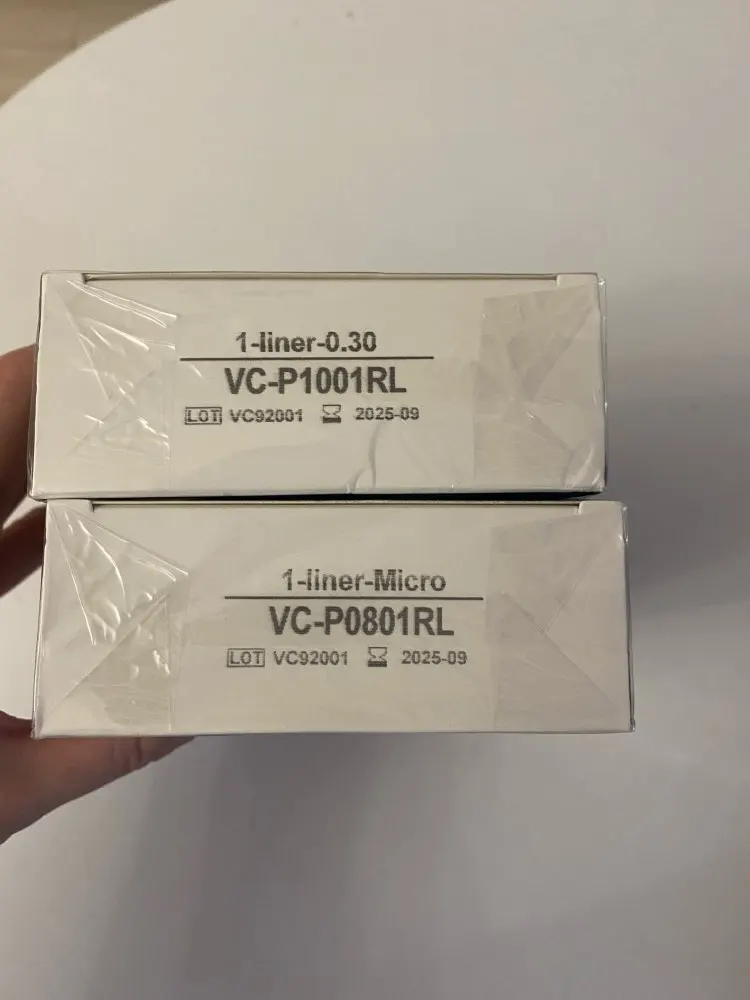 1-liner-0.30
VC-P1001RL
LOT VC92001 2025-09
1-liner-Micro
VC-P0801RL
LOT VC92001 2025-09